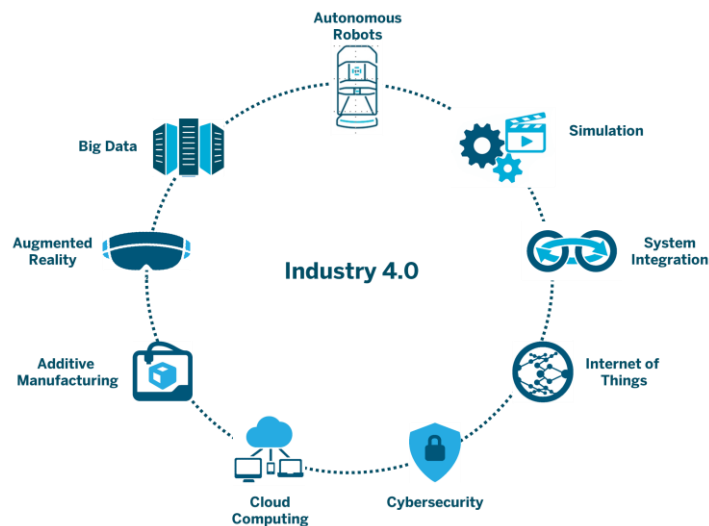 Autonomous
Robots
Simulation
Big Data
System
Integration
Augmented
Reality
Industry 4.0
Internet of
Things
Additive
Manufacturing
Cybersecurity
Cloud
Computing